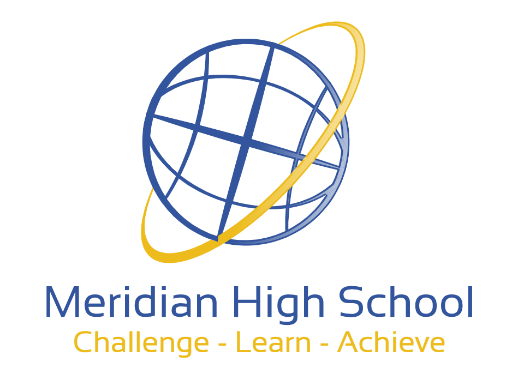 Meridian High School
Challenge - Learn - Achieve